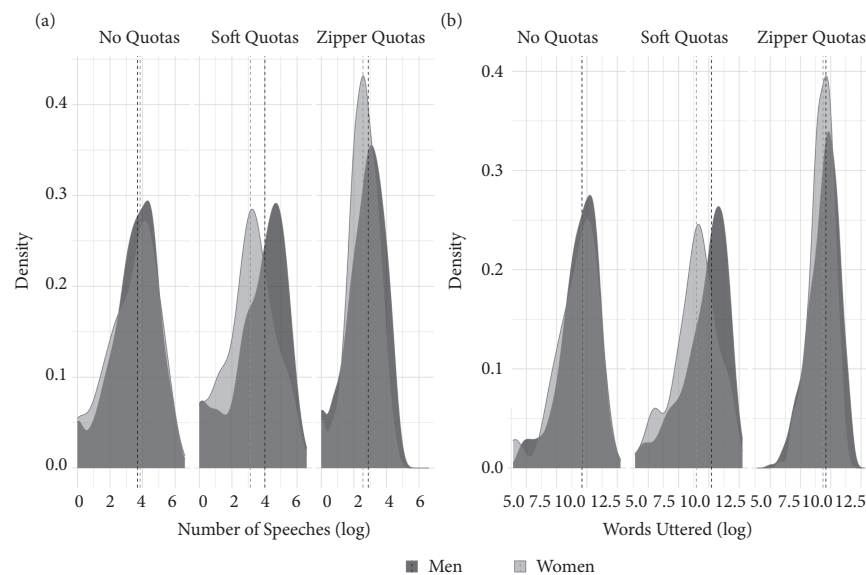 (a)
No Quotas Soft Quotas Zipper Quotas
0.4
0.3
0.2
0.1
0.0
Density
0 2 4 6 0 2 4 6 0 2 4 6
Number of Speeches (log)
(b)
No Quotas Soft Quotas Zipper Quotas
0.4
0.3
0.2
0.1
0.0
Density
5.0 7.5 10.0 12.5 5.0 7.5 10.0 12.5 5.0 7.5 10.0 12.5
Words Uttered (log)
Men Women